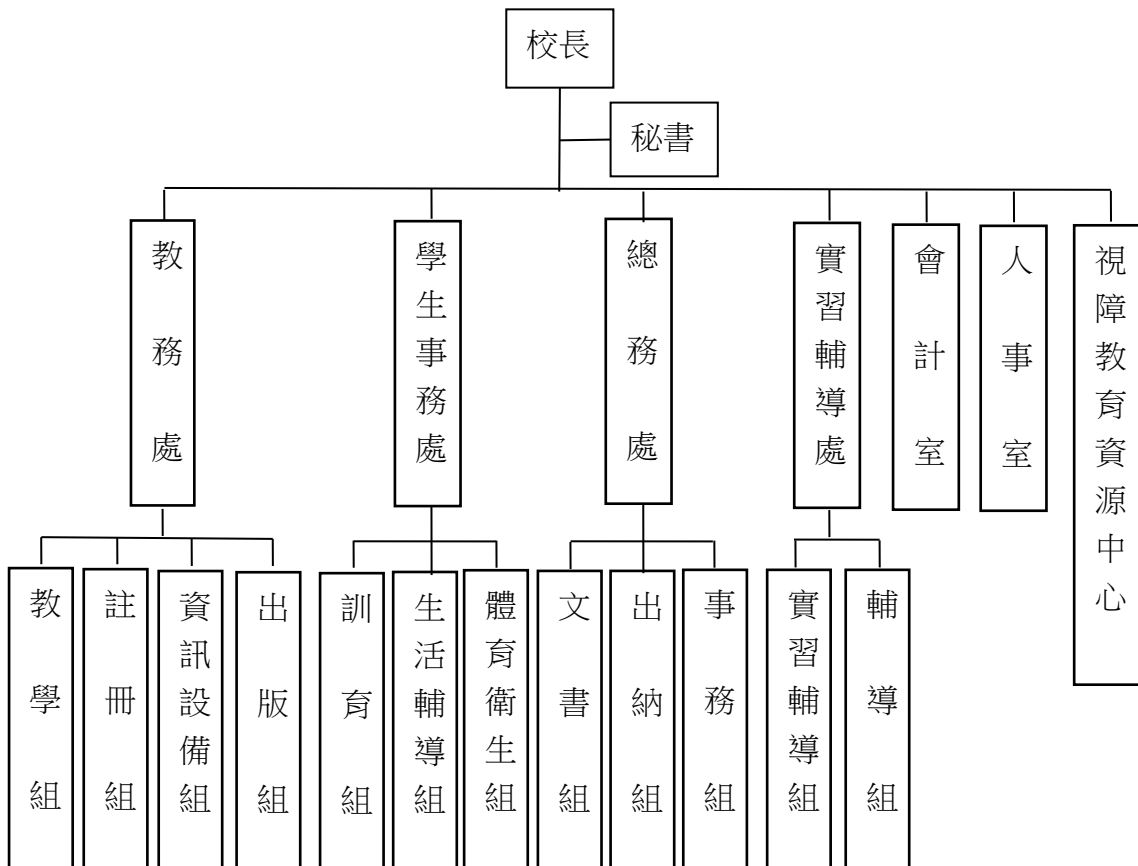 校長
秘書
教務處
學生事務處
總務處
實習輔導處
會計室
人事室
視障教育資源中心
教學組
註冊組
資訊設備組
出版組
訓育組
生活輔導組
體育衛生組
文書組
出納組
事務組
實習輔導組
輔導組